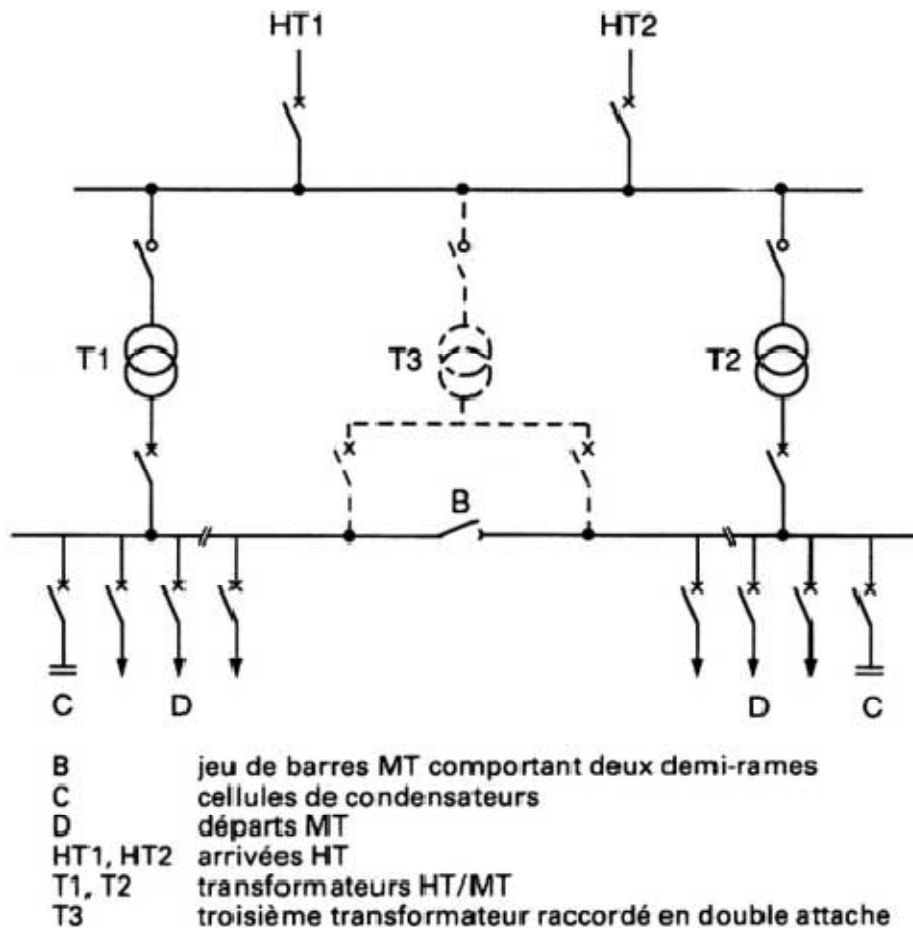 HT1 HT2
T1 T3 T2
B
C D D C
B jeu de barres MT comportant deux demi-rames
C cellules de condensateurs
D départs MT
HT1, HT2 arrivées HT
T1, T2 transformateurs HT/MT
T3 troisième transformateur raccordé en double attache